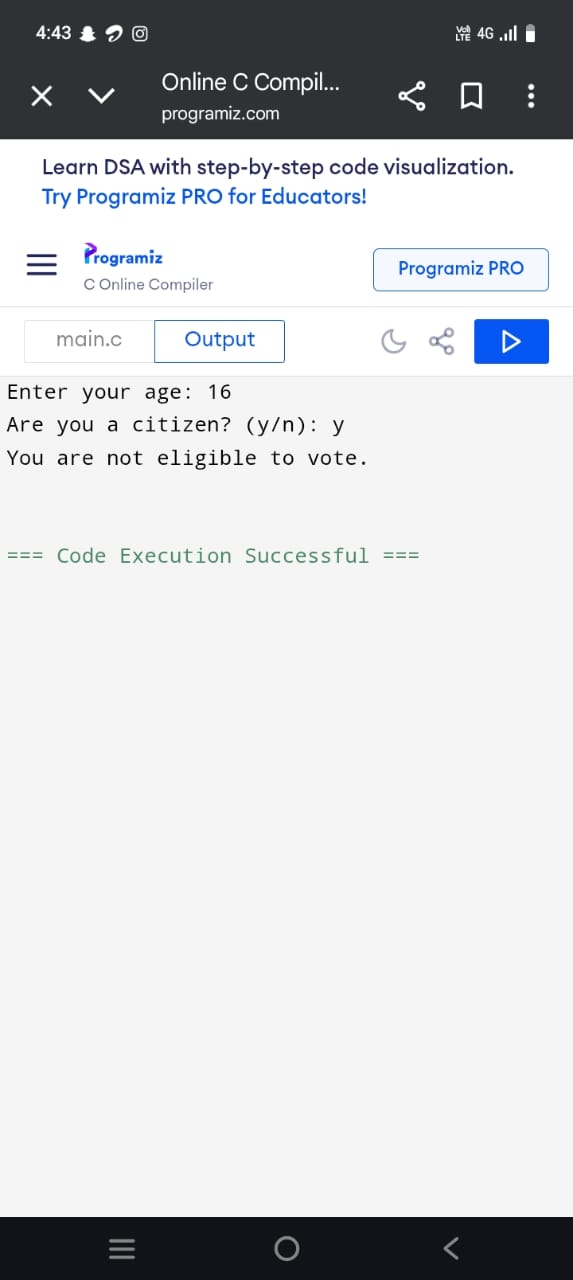 4:43
Vo) LTE 4G
Online C Compil...
programiz.com
Learn DSA with step-by-step code visualization.
Try Programiz PRO for Educators!
Programiz
C Online Compiler
Programiz PRO
main.c
Output
Enter your age: 16
Are you a citizen? (y/n): y
You are not eligible to vote.
=== Code Execution Successful ===